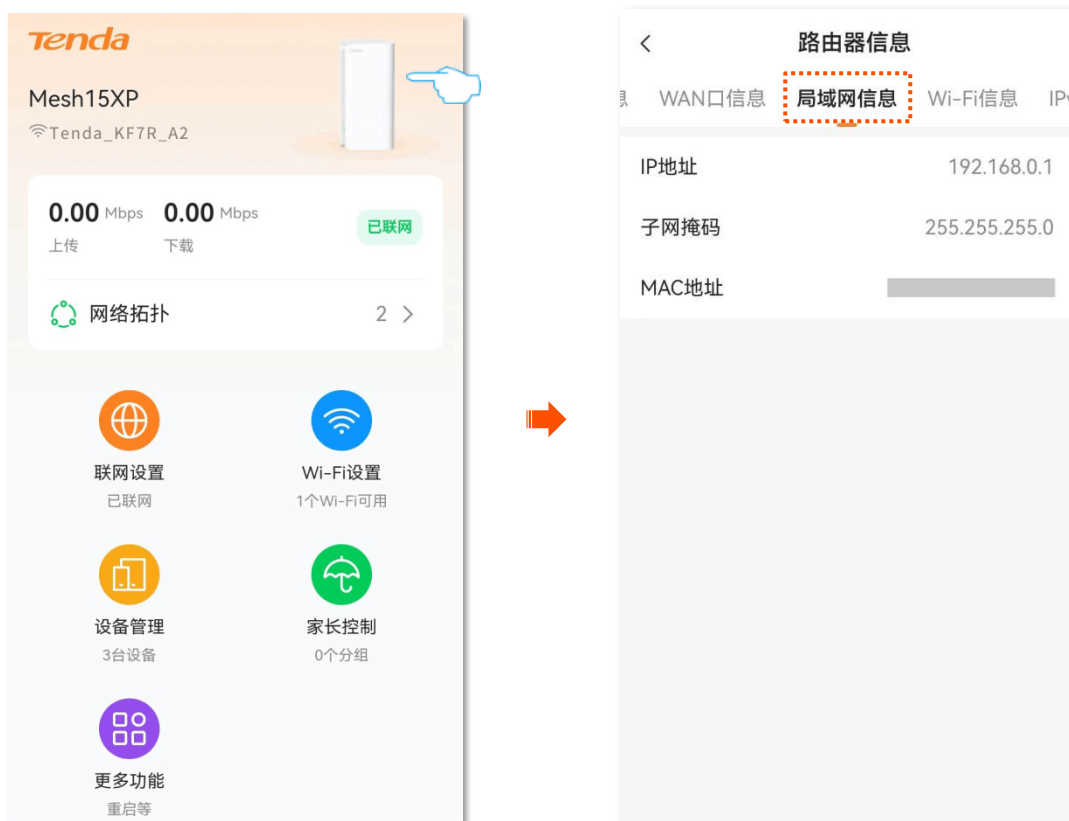 Tenda
Mesh15XP
Tenda_KF7R_A2
0.00 Mbps 0.00 Mbps
上传 下载
已联网
网络拓扑 2
联网设置
已联网
Wi-Fi设置
1个Wi-Fi可用
设备管理
3台设备
家长控制
0个分组
更多功能
重启等
路由器信息
息 WAN口信息 局域网信息 Wi-Fi信息 IPv
IP地址 192.168.0.1
子网掩码 255.255.255.0
MAC地址